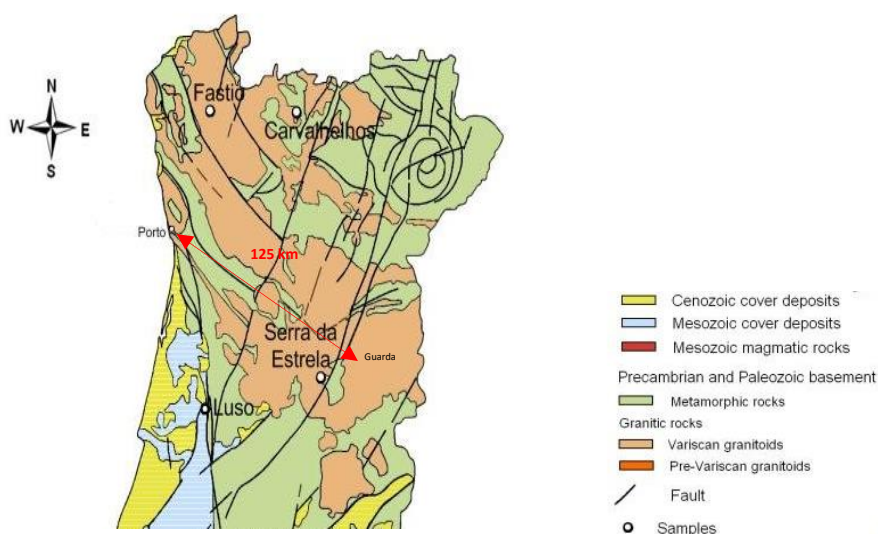 N
W
E
S
Fastio
Carvalhelhos
Porto
125 km
Serra da
Estrela
Guarda
Luso
Cenozoic cover deposits
Mesozoic cover deposits
Mesozoic magmatic rocks
Precambrian and Paleozoic basement
Metamorphic rocks
Granitic rocks
Variscan granitoids
Pre-Variscan granitoids
Fault
Samples